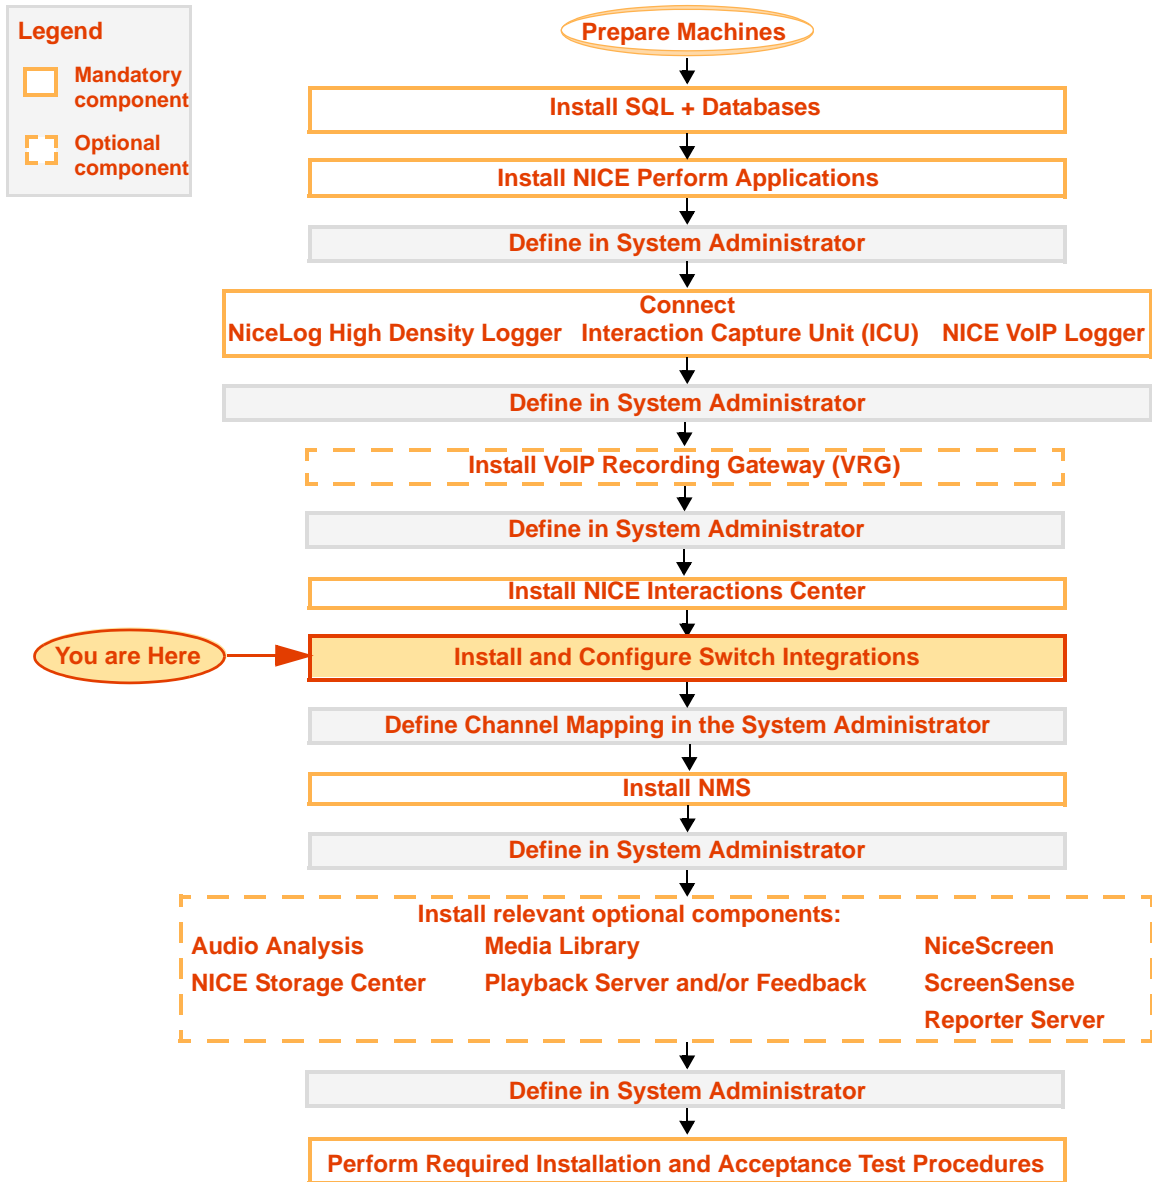 Legend
Mandatory
component
Optional
component
Prepare Machines
Install SQL + Databases
Install NICE Perform Applications
Define in System Administrator
Connect
NiceLog High Density Logger Interaction Capture Unit (ICU) NICE VoIP Logger
Define in System Administrator
Install VoIP Recording Gateway (VRG)
Define in System Administrator
Install NICE Interactions Center
You are Here
Install and Configure Switch Integrations
Define Channel Mapping in the System Administrator
Install NMS
Define in System Administrator
Install relevant optional components:
Audio Analysis Media Library NiceScreen
NICE Storage Center Playback Server and/or Feedback ScreenSense
Reporter Server
Define in System Administrator
Perform Required Installation and Acceptance Test Procedures